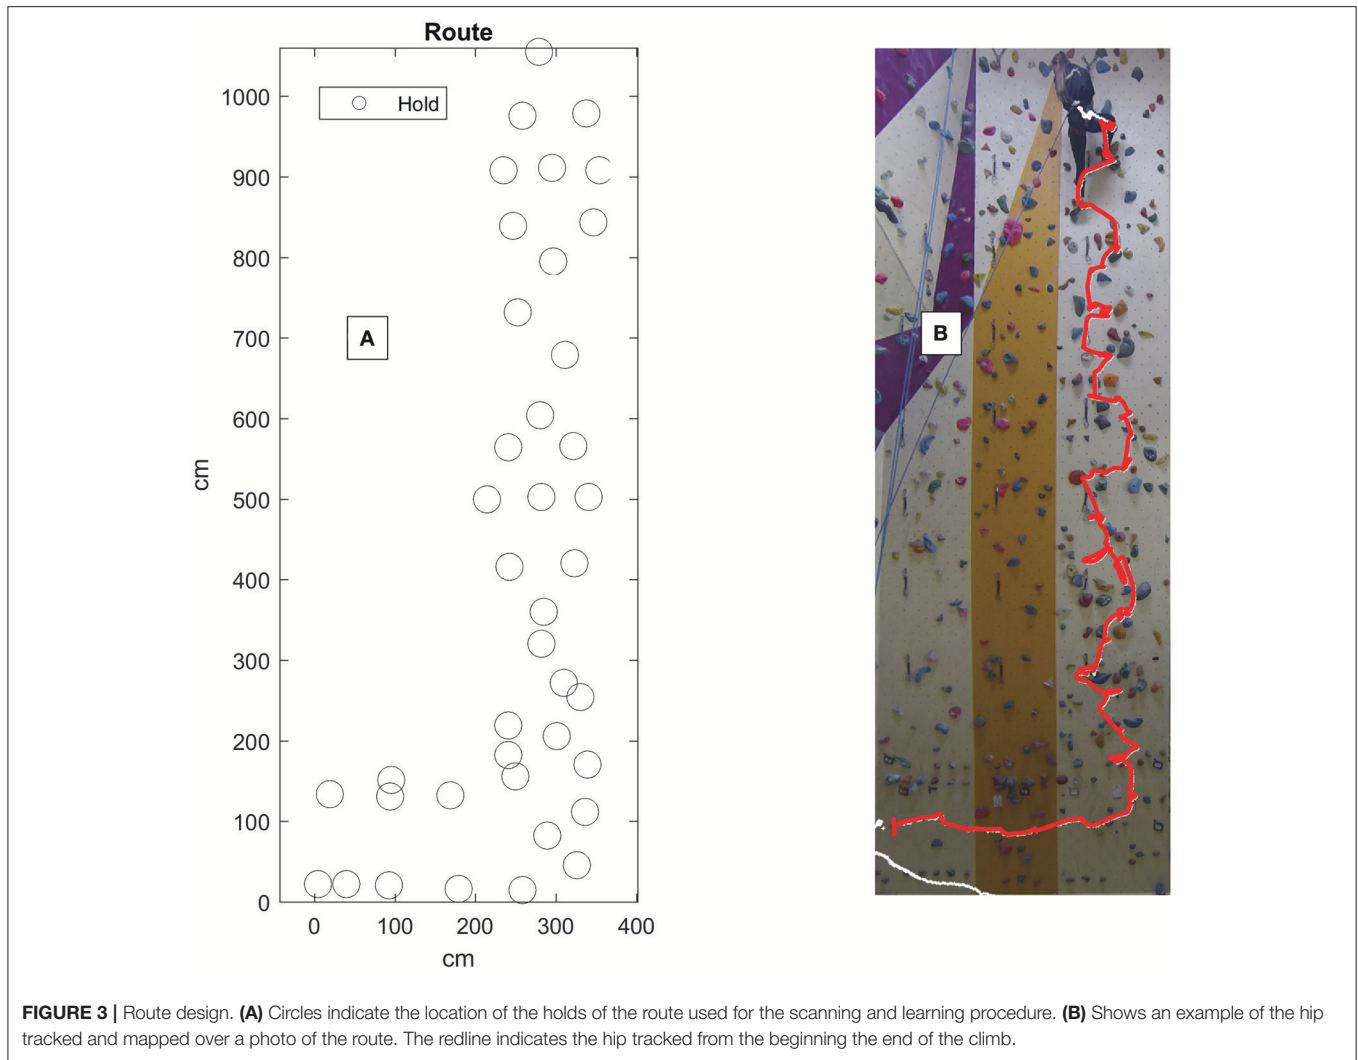 Route
Hold
1000
900
800
700
600
500
400
300
200
100
0
cm
A
0 100 200 300 400
cm
B
FIGURE 3 | Route design. (A) Circles indicate the location of the holds of the route used for the scanning and learning procedure. (B) Shows an example of the hip
tracked and mapped over a photo of the route. The redline indicates the hip tracked from the beginning the end of the climb.